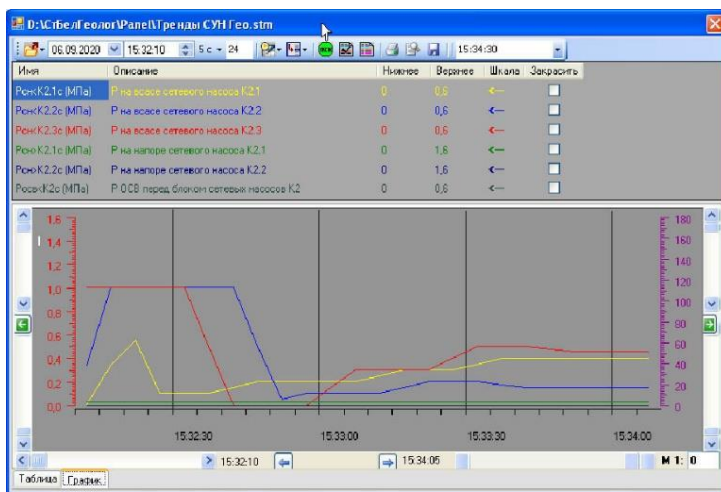 D:\СтБелГеолог\Panel\Тренды СУН Гео.stm
06.09.2020 15:32:10 5 с 24 15:34:30
Имя Описание Нижнее Верхнее Шкала Закрасить
P на всасе сетевого насоса К2.1 0 0,6 <--
P на всасе сетевого насоса К2.2 0 0,6 <--
P на всасе сетевого насоса К2.3 0 0,6 <--
P на напоре сетевого насоса К2.1 0 1,6 <--
P на напоре сетевого насоса К2.2 0 1,6 <--
P ОСВ перед блоком сетевых насосов К2 0 0,6 <--
1,6 180
1,4 160
1,2 140
120
1,0 100
0,8 80
0,6 60
0,4 40
0,2 20
0,0 0
15:32:30 15:33:00 15:33:30 15:34:00
15:32:10 15:34:05 М 1: 0
Таблица График